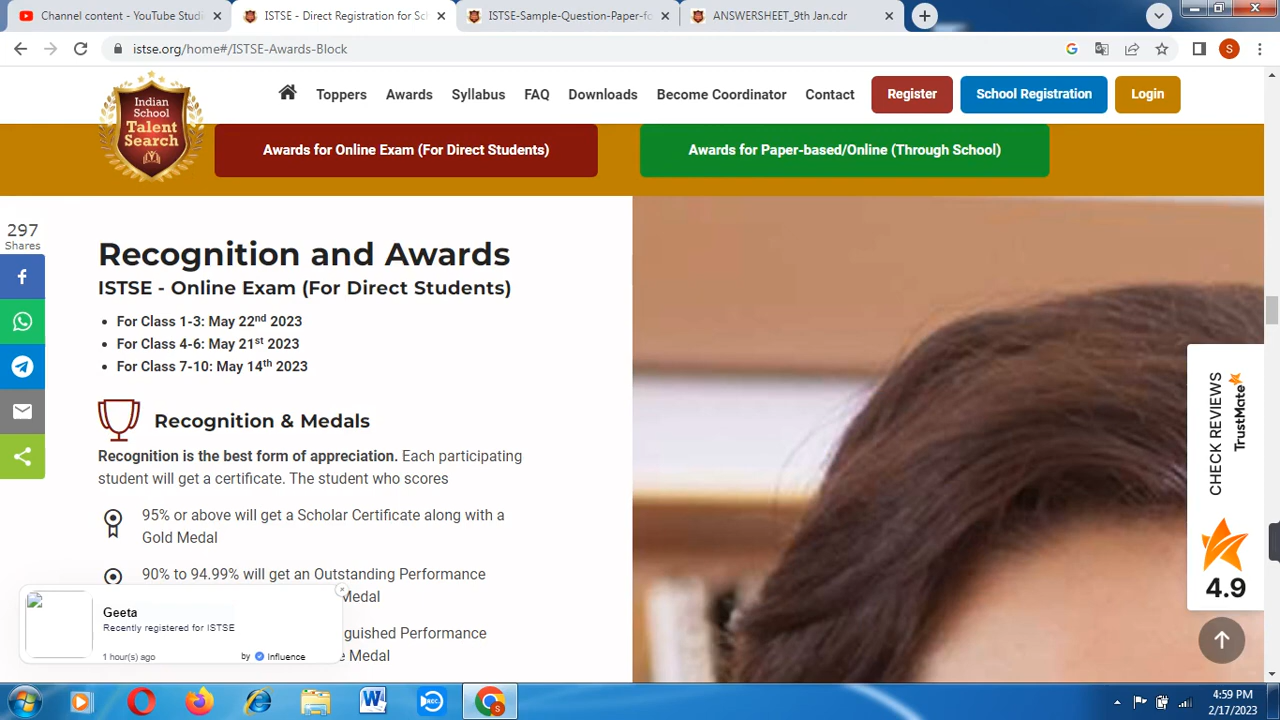 Channel content - YouTube Studi
ISTSE - Direct Registration for Sc
ISTSE-Sample-Question-Paper-fo
ANSWERSHEET_9th Jan.cdr
istse.org/home#/ISTSE-Awards-Block
S
S
Indian
School
Talent
Search
Toppers
Awards
Syllabus
FAQ
Downloads
Become Coordinator
Contact
Register
School Registration
Login
Awards for Online Exam (For Direct Students)
Awards for Paper-based/Online (Through School)
297
Shares
Recognition and Awards
ISTSE - Online Exam (For Direct Students)
• For Class 1-3: May 22nd 2023
• For Class 4-6: May 21st 2023
• For Class 7-10: May 14th 2023
Recognition & Medals
Recognition is the best form of appreciation. Each participating
student will get a certificate. The student who scores
95% or above will get a Scholar Certificate along with a
Gold Medal
90% to 94.99% will get an Outstanding Performance
Medal
guished Performance
e Medal
Geeta
Recently registered for ISTSE
1 hour(s) ago
by Influence
CHECK REVIEWS
TrustMate
4.9
REC
4:59 PM
2/17/2023